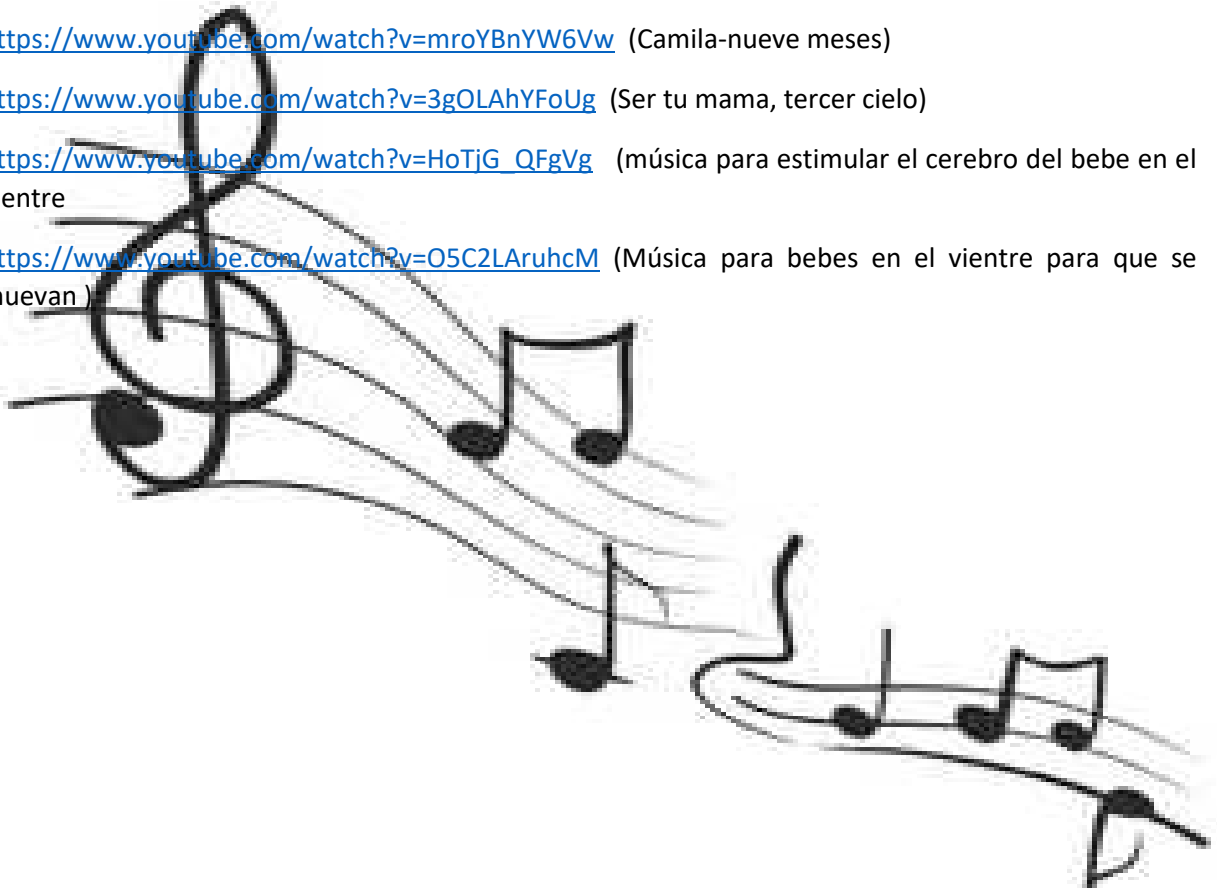 ttps://www.youtube.com/watch?v=mroYBnYW6Vw (Camila-nueve meses)
ttps://www.youtube.com/watch?v=3gOLAhYFoUg (Ser tu mama, tercer cielo)
ttps://www.youtube.com/watch?v=HoTjG_QFgVg (música para estimular el cerebro del bebe en el
ientre
ttps://www.youtube.com/watch?v=O5C2LAruhcM (Música para bebes en el vientre para que se
nuevan )